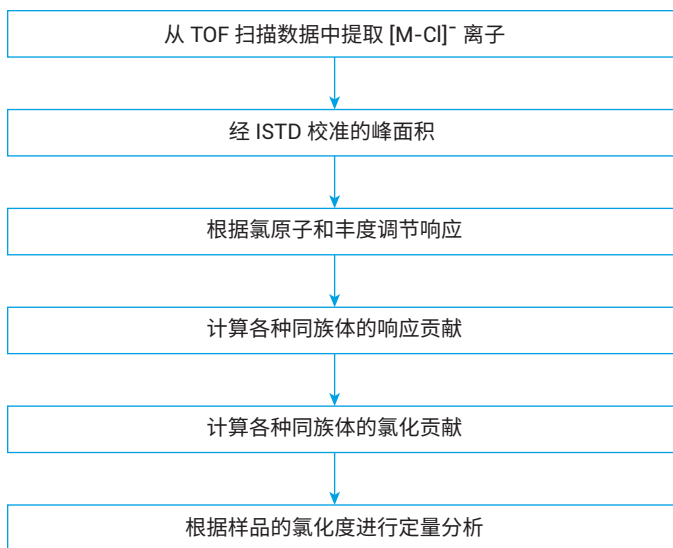 从 TOF 扫描数据中提取 [M-Cl]⁻ 离子
经 ISTD 校准的峰面积
根据氯原子和丰度调节响应
计算各种同族体的响应贡献
计算各种同族体的氯化贡献
根据样品的氯化度进行定量分析